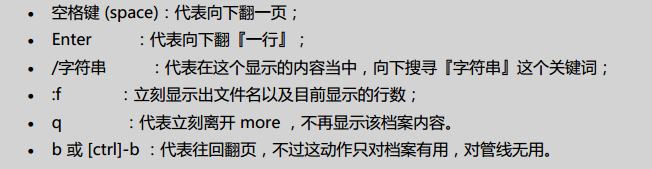 • 空格键 (space)：代表向下翻一页；
• Enter ：代表向下翻『一行』；
• /字符串 ：代表在这个显示的内容当中，向下搜寻『字符串』这个关键词；
• :f ：立刻显示出文件名以及目前显示的行数；
• q ：代表立刻离开 more ，不再显示该档案内容。
• b 或 [ctrl]-b ：代表往回翻页，不过这动作只对档案有用，对管线无用。